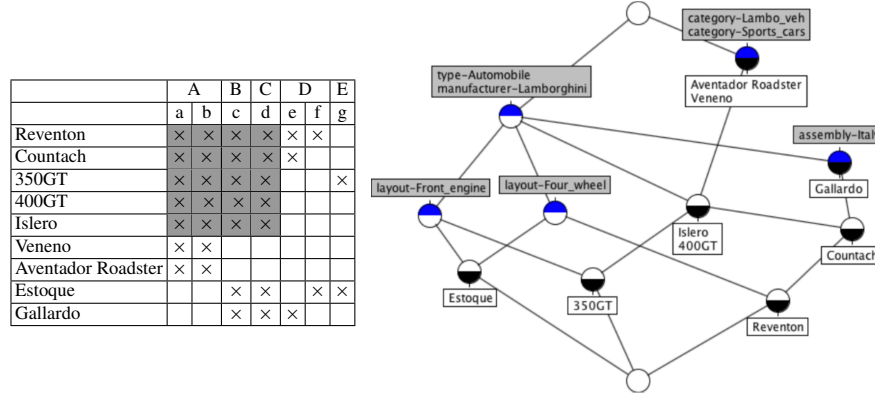 A B C D E
a b c d e f g
Reventon × × × × × ×
Countach × × × × ×
350GT × × × × ×
400GT × × × ×
Islero × × × ×
Veneno × ×
Aventador Roadster × ×
Estoque × × × ×
Gallardo × × ×
category-Lambo_veh
category-Sports_cars
type-Automobile
manufacturer-Lamborghini
Aventador Roadster
Veneno
assembly-Italy
Gallardo
layout-Front_engine
layout-Four_wheel
Islero
400GT
Countach
Estoque
350GT
Reventon